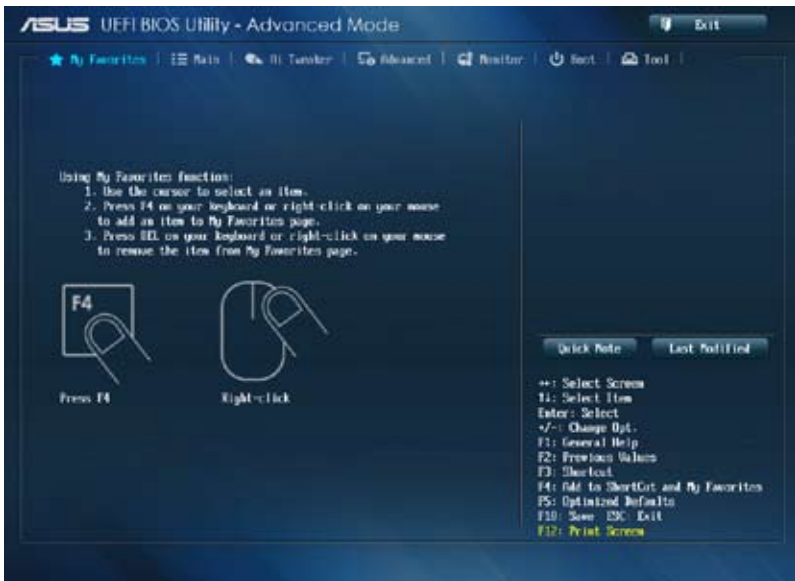 ASUS UEFI BIOS Utility - Advanced Mode
Exit
My Favorites
Main
Ai Tweaker
Advanced
Monitor
Boot
Tool
Using My Favorites function:
1. Use the cursor to select an item.
2. Press F4 on your keyboard or right-click on your mouse
to add an item to My Favorites page.
3. Press DEL on your keyboard or right-click on your mouse
to remove the item from My Favorites page.
F4
Press F4
Right-click
Quick Note
Last Modified
→←: Select Screen
↑↓: Select Item
Enter: Select
+/-: Change Opt.
F1: General Help
F2: Previous Values
F3: Shortcut
F4: Add to ShortCut and My Favorites
F5: Optimized Defaults
F10: Save ESC: Exit
F12: Print Screen